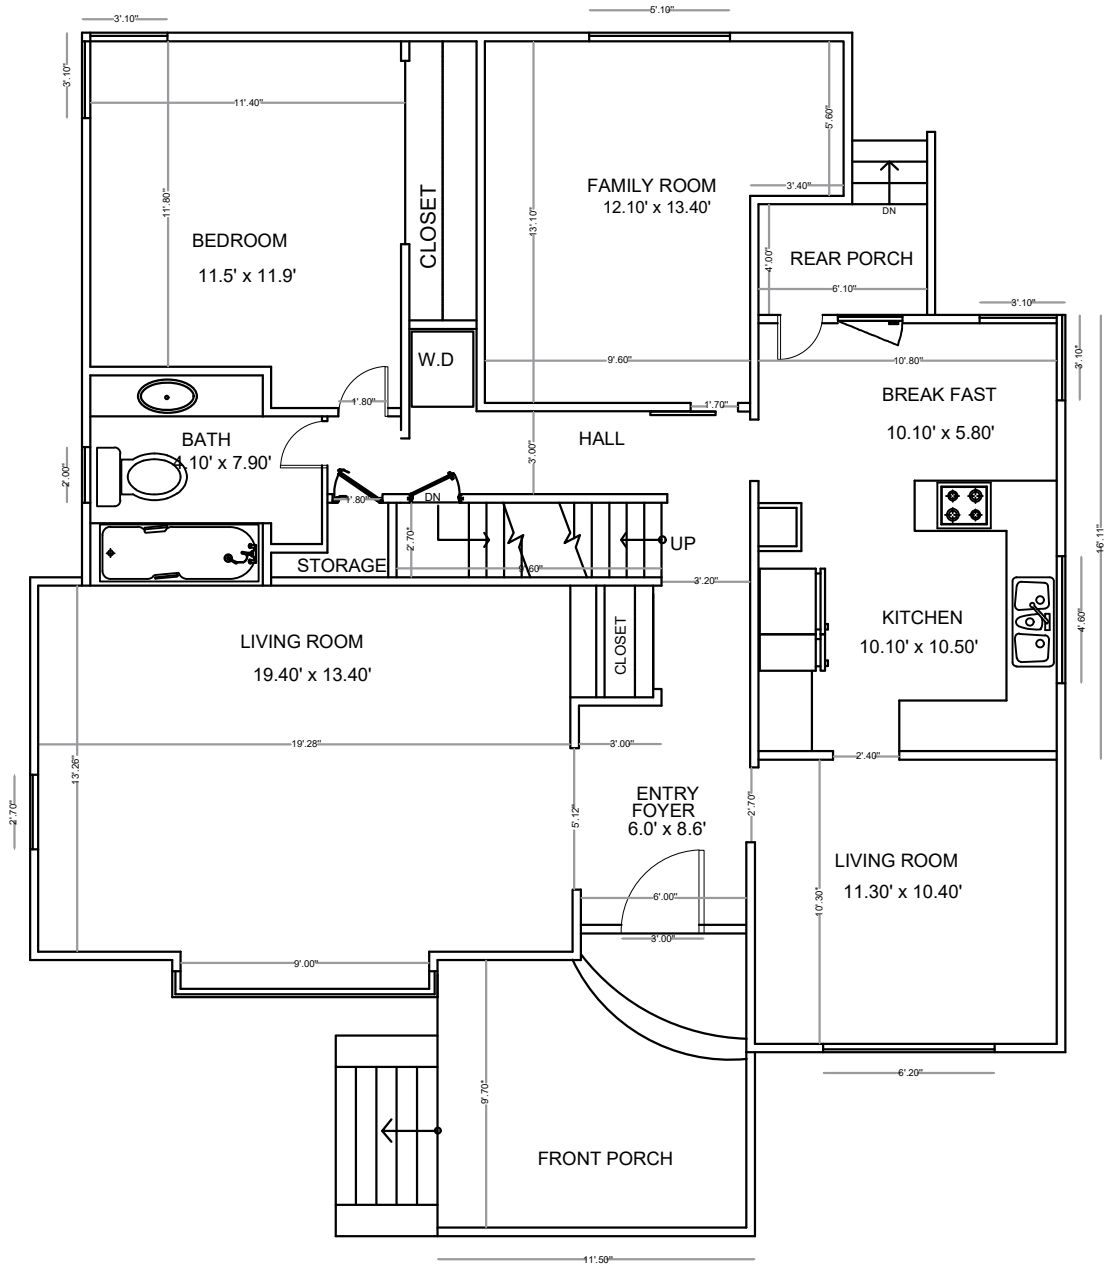 3'.10"
5'.10"
3'.10"
11'.40"
5'.60"
FAMILY ROOM
12.10' x 13.40'
3'.40"
11'.80"
CLOSET
13'.10"
DN
BEDROOM
11.5' x 11.9'
4'.00"
REAR PORCH
6'.10"
3'.10"
W.D
9'.60"
10'.80"
3'.10"
BREAK FAST
10.10' x 5.80'
1'.80"
1'.70"
HALL
3'.00"
BATH
4.10' x 7.90'
2'.00"
1'.80"
DN
2'.70"
UP
16'.11"
STORAGE
9'.60"
3'.20"
KITCHEN
10.10' x 10.50'
4'.60"
LIVING ROOM
19.40' x 13.40'
CLOSET
19'.28"
3'.00"
13'.26"
2'.40"
ENTRY
FOYER
6.0' x 8.6'
2'.70"
5'.12"
2'.70"
LIVING ROOM
11.30' x 10.40'
10'.30"
6'.00"
3'.00"
9'.00"
6'.20"
9'.70"
FRONT PORCH
11'.50"